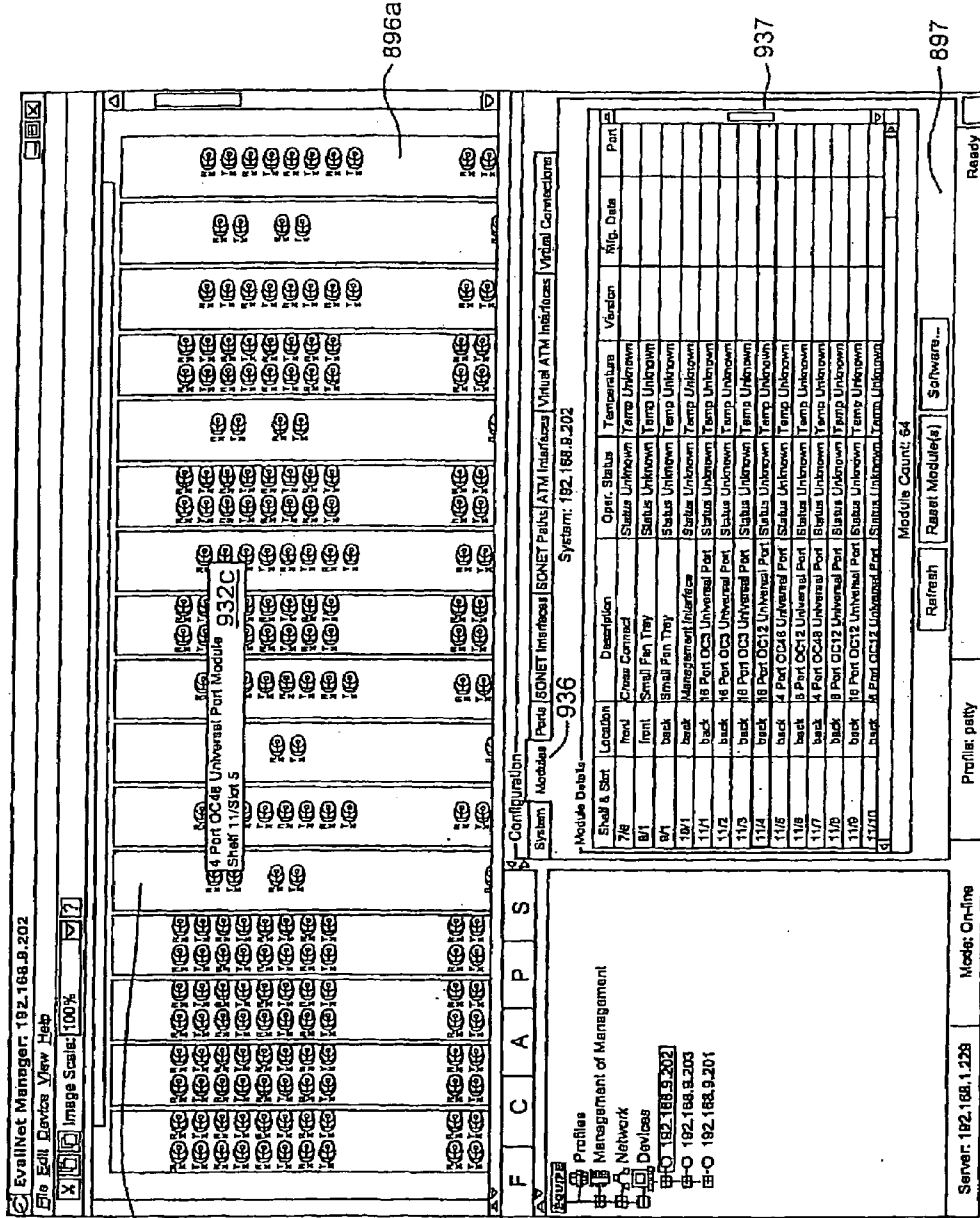 EvaliNet Manager: 192.168.9.202
File Edit Device View Help
Image Scale: 100% ?
896a
4 Port OC48 Universal Port Module
Shelf 11/Slot 5
932C
F C A P S
Profiles
Management of Management
Network
Devices
192.168.9.202
192.168.9.203
192.168.9.201
Configuration
System Modules Ports SONET Interfaces SONET Paths ATM Interfaces Virtual ATM Interfaces Virtual Connections
936
System: 192.168.9.202
Module Details
937
Shelf & Slot Location Description Oper. Status Temperature Version Mfg. Date Part
7/8 front Cross Connect Status Unknown Temp Unknown
8/1 front Small Fan Tray Status Unknown Temp Unknown
9/1 back Small Fan Tray Status Unknown Temp Unknown
10/1 back Management Interface Status Unknown Temp Unknown
11/1 back 16 Port OC3 Universal Port Status Unknown Temp Unknown
11/2 back 16 Port OC3 Universal Port Status Unknown Temp Unknown
11/3 back 16 Port OC3 Universal Port Status Unknown Temp Unknown
11/4 back 16 Port OC12 Universal Port Status Unknown Temp Unknown
11/5 back 4 Port OC48 Universal Port Status Unknown Temp Unknown
11/6 back 8 Port OC12 Universal Port Status Unknown Temp Unknown
11/7 back 4 Port OC48 Universal Port Status Unknown Temp Unknown
11/8 back 8 Port OC12 Universal Port Status Unknown Temp Unknown
11/9 back 16 Port OC12 Universal Port Status Unknown Temp Unknown
11/10 back Port OC12 Universal Port Status Unknown Temp Unknown
Module Count: 64
Refresh Reset Module(s) Software...
897
Server: 192.168.1.229 Mode: On-line Profile: patty Ready